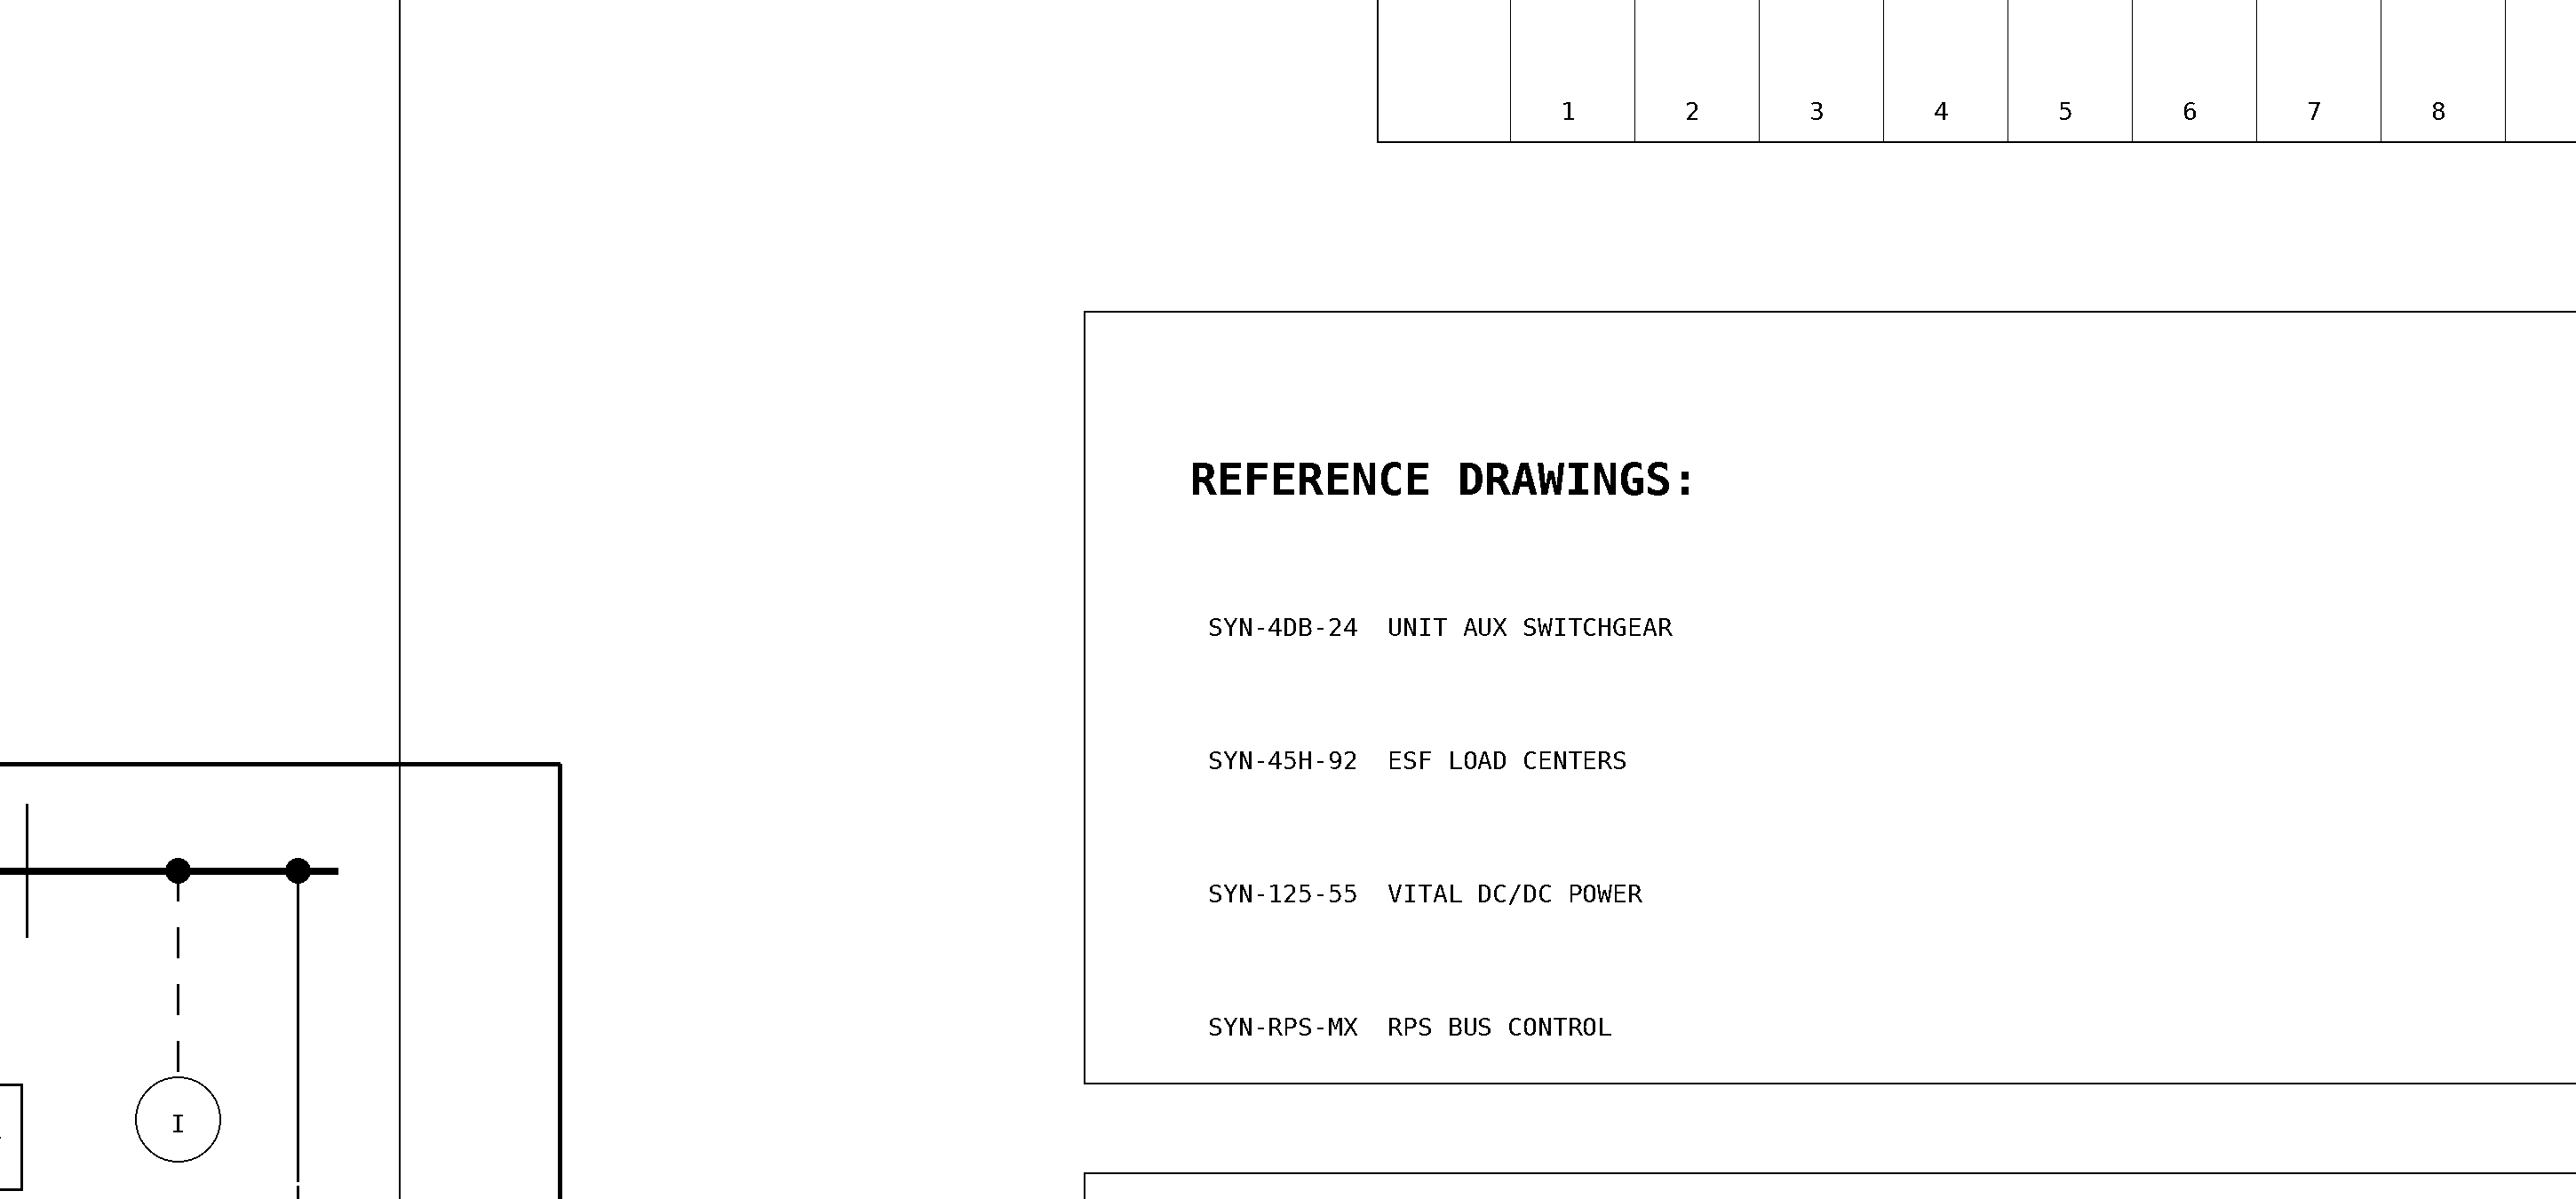 1 2 3 4 5 6 7 8
REFERENCE DRAWINGS:
SYN-4DB-24 UNIT AUX SWITCHGEAR
SYN-45H-92 ESF LOAD CENTERS
SYN-125-55 VITAL DC/DC POWER
SYN-RPS-MX RPS BUS CONTROL
I